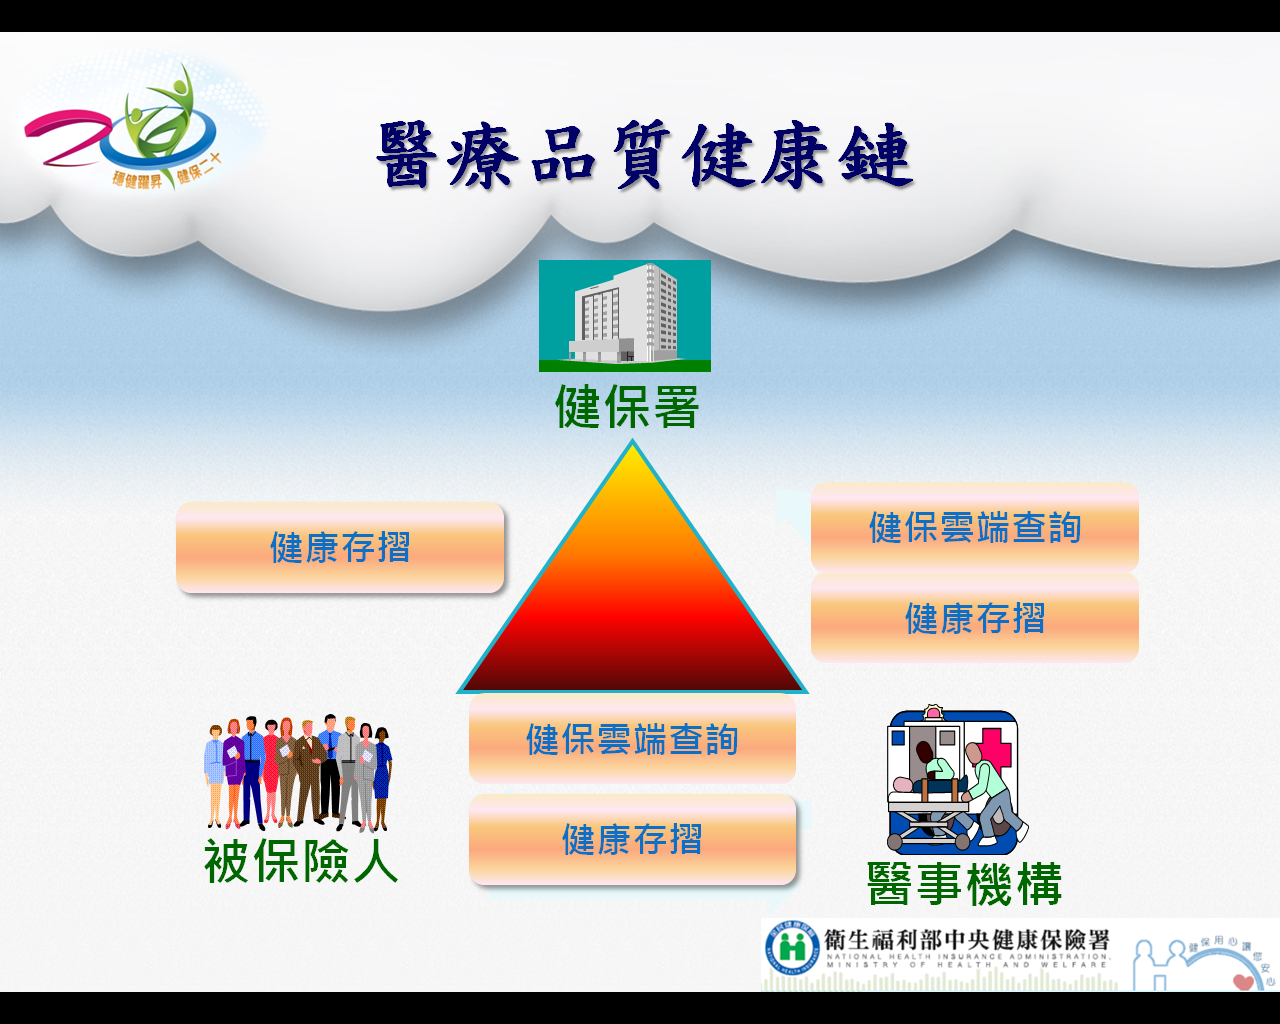 穩健躍昇 健保二十
醫療品質健康鏈
健保署
健康存摺
健保雲端查詢
健康存摺
健保雲端查詢
健康存摺
被保險人
醫事機構
衛生福利部中央健康保險署
NATIONAL HEALTH INSURANCE ADMINISTRATION,
MINISTRY OF HEALTH AND WELFARE
健保用心 讓您安心